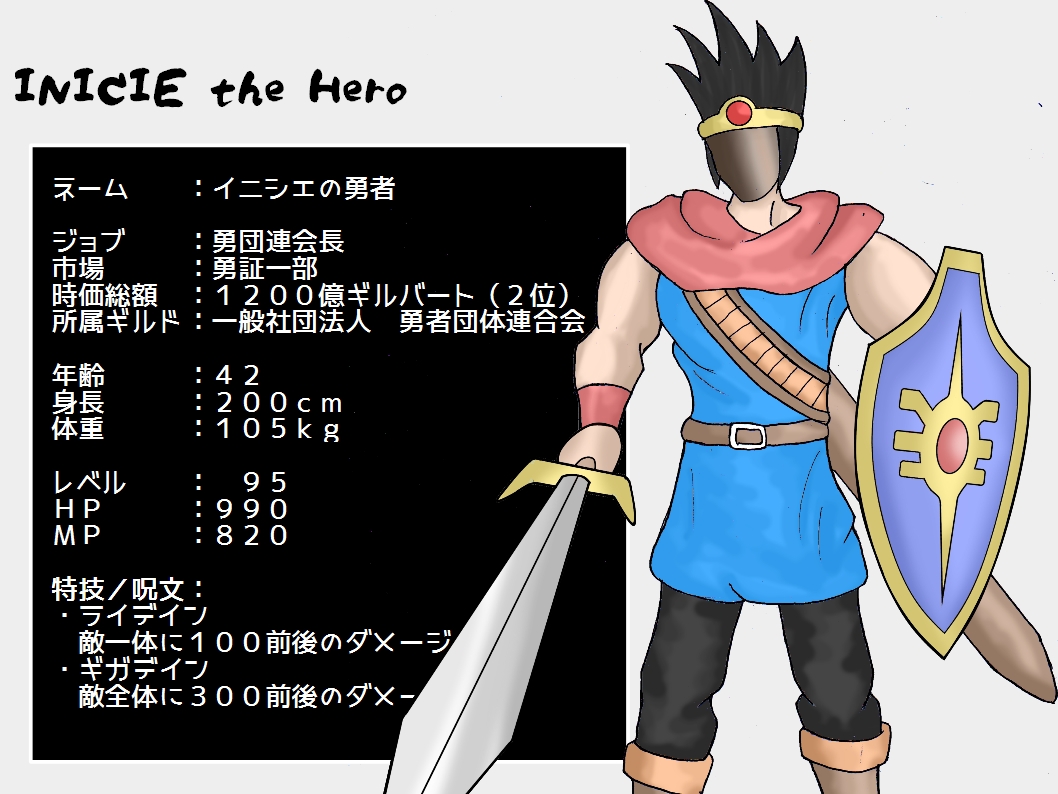 INICIE the Hero
ネーム ：イニシエの勇者
ジョブ ：勇団連会長
市場 ：勇証一部
時価総額 ：１２００億ギルバート（２位）
所属ギルド：一般社団法人　勇者団体連合会
年齢 ：４２
身長 ：２００ｃｍ
体重 ：１０５ｋｇ
レベル ：　９５
ＨＰ ：９９０
ＭＰ ：８２０
特技／呪文：
・ライデイン
敵一体に１００前後のダメージ
・ギガデイン
敵全体に３００前後のダメー